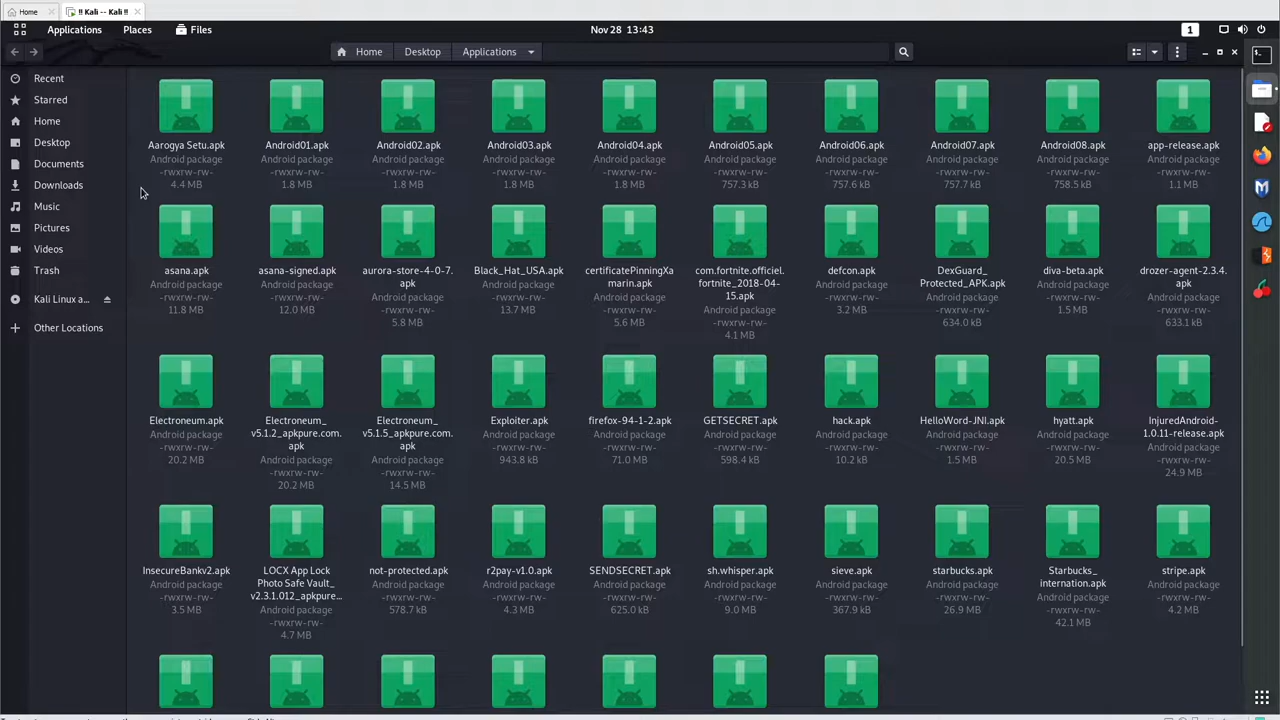 Home
!! Kali -- Kali !!
Applications
Places
Files
Nov 28 13:43
1
Home
Desktop
Applications
Recent
Starred
Home
Desktop
Documents
Downloads
Music
Pictures
Videos
Trash
Kali Linux a...
Other Locations
Aarogya Setu.apk
Android package
-rwxrw-rw-
4.4 MB
Android01.apk
Android package
-rwxrw-rw-
1.8 MB
Android02.apk
Android package
-rwxrw-rw-
1.8 MB
Android03.apk
Android package
-rwxrw-rw-
1.8 MB
Android04.apk
Android package
-rwxrw-rw-
1.8 MB
Android05.apk
Android package
-rwxrw-rw-
757.3 kB
Android06.apk
Android package
-rwxrw-rw-
757.6 kB
Android07.apk
Android package
-rwxrw-rw-
757.7 kB
Android08.apk
Android package
-rwxrw-rw-
758.5 kB
app-release.apk
Android package
-rwxrw-rw-
1.1 MB
asana.apk
Android package
-rwxrw-rw-
11.8 MB
asana-signed.apk
Android package
-rwxrw-rw-
12.0 MB
aurora-store-4-0-7.
apk
Android package
-rwxrw-rw-
5.8 MB
Black_Hat_USA.apk
Android package
-rwxrw-rw-
13.7 MB
certificatePinningXa
marin.apk
Android package
-rwxrw-rw-
5.6 MB
com.fortnite.officiel.
fortnite_2018-04-
15.apk
Android package
-rwxrw-rw-
4.1 MB
defcon.apk
Android package
-rwxrw-rw-
3.2 MB
DexGuard_
Protected_APK.apk
Android package
-rwxrw-rw-
634.0 kB
diva-beta.apk
Android package
-rwxrw-rw-
1.5 MB
drozer-agent-2.3.4.
apk
Android package
-rwxrw-rw-
633.1 kB
Electroneum.apk
Android package
-rwxrw-rw-
20.2 MB
Electroneum_
v5.1.2_apkpure.com.
apk
Android package
-rwxrw-rw-
20.2 MB
Electroneum_
v5.1.5_apkpure.com.
apk
Android package
-rwxrw-rw-
14.5 MB
Exploiter.apk
Android package
-rwxrw-rw-
943.8 kB
firefox-94-1-2.apk
Android package
-rwxrw-rw-
71.0 MB
GETSECRET.apk
Android package
-rwxrw-rw-
598.4 kB
hack.apk
Android package
-rwxrw-rw-
10.2 kB
HelloWord-JNI.apk
Android package
-rwxrw-rw-
1.5 MB
hyatt.apk
Android package
-rwxrw-rw-
20.5 MB
InjuredAndroid-
1.0.11-release.apk
Android package
-rwxrw-rw-
24.9 MB
InsecureBankv2.apk
Android package
-rwxrw-rw-
3.5 MB
LOCX App Lock
Photo Safe Vault_
v2.3.1.012_apkpure...
Android package
-rwxrw-rw-
4.7 MB
not-protected.apk
Android package
-rwxrw-rw-
578.7 kB
r2pay-v1.0.apk
Android package
-rwxrw-rw-
4.3 MB
SENDSECRET.apk
Android package
-rwxrw-rw-
625.0 kB
sh.whisper.apk
Android package
-rwxrw-rw-
9.0 MB
sieve.apk
Android package
-rwxrw-rw-
367.9 kB
starbucks.apk
Android package
-rwxrw-rw-
26.9 MB
Starbucks_
internation.apk
Android package
-rwxrw-rw-
42.1 MB
stripe.apk
Android package
-rwxrw-rw-
4.2 MB